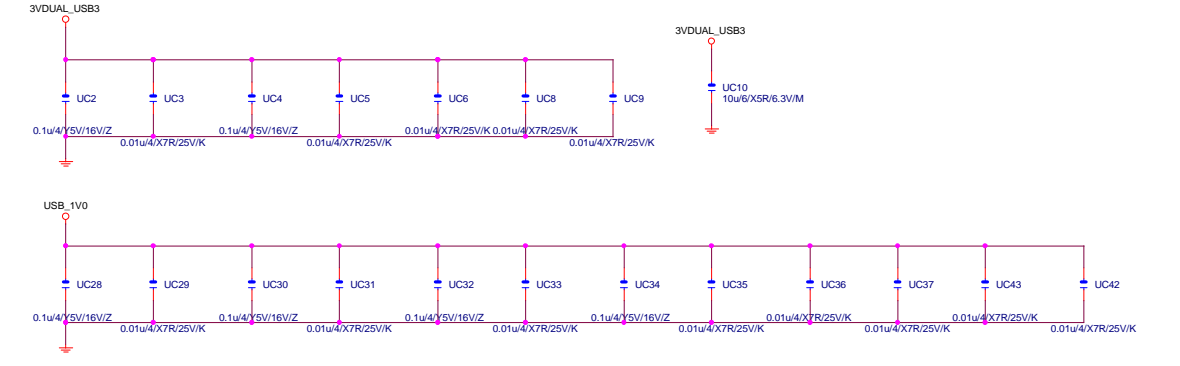 3VDUAL_USB3
3VDUAL_USB3
UC2
UC3
UC4
UC5
UC6
UC8
UC9
UC10
10u/6/X5R/6.3V/M
0.1u/4/Y5V/16V/Z
0.1u/4/Y5V/16V/Z
0.01u/4/X7R/25V/K
0.01u/4/X7R/25V/K
0.01u/4/X7R/25V/K
0.01u/4/X7R/25V/K
0.01u/4/X7R/25V/K
USB_1V0
UC28
UC29
UC30
UC31
UC32
UC33
UC34
UC35
UC36
UC37
UC43
UC42
0.1u/4/Y5V/16V/Z
0.1u/4/Y5V/16V/Z
0.1u/4/Y5V/16V/Z
0.1u/4/Y5V/16V/Z
0.01u/4/X7R/25V/K
0.01u/4/X7R/25V/K
0.01u/4/X7R/25V/K
0.01u/4/X7R/25V/K
0.01u/4/X7R/25V/K
0.01u/4/X7R/25V/K
0.01u/4/X7R/25V/K
0.01u/4/X7R/25V/K